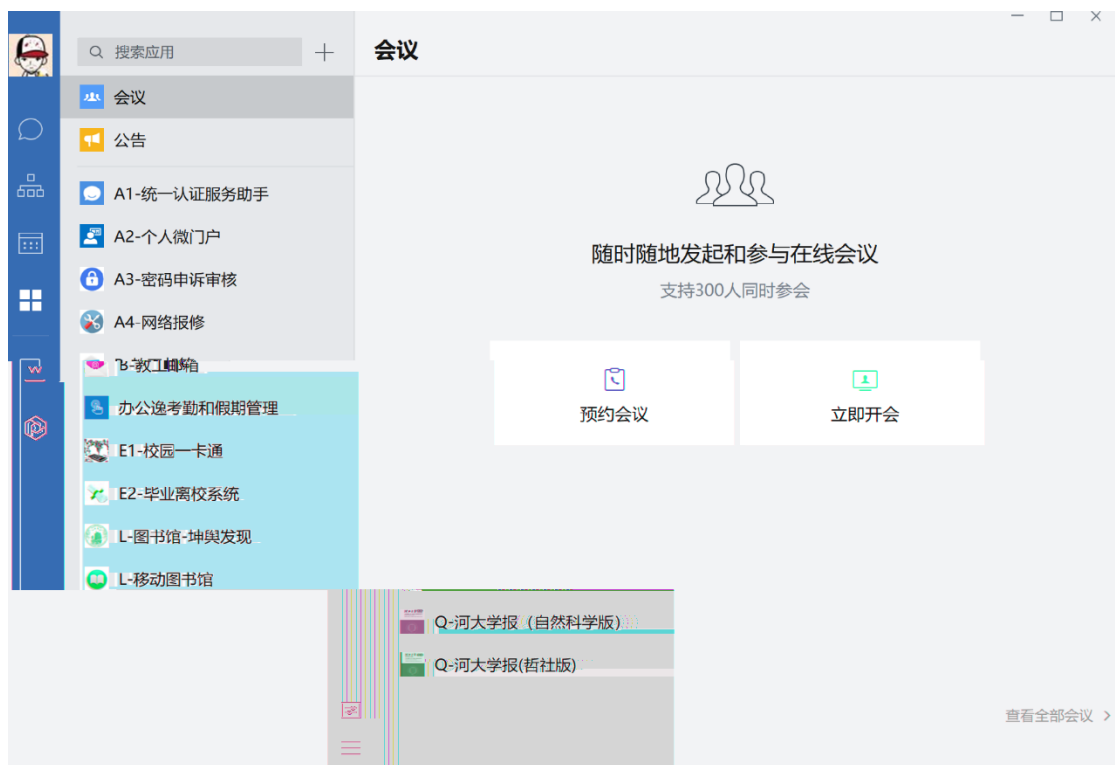 搜索应用
会议
会议
公告
A1-统一认证服务助手
A2-个人微门户
A3-密码申诉审核
A4-网络报修
B-教工邮箱
办公逸考勤和假期管理
E1-校园一卡通
E2-毕业离校系统
L-图书馆-坤舆发现
L-移动图书馆
Q-河大学报（自然科学版）
Q-河大学报(哲社版)
随时随地发起和参与在线会议
支持300人同时参会
预约会议
立即开会
查看全部会议